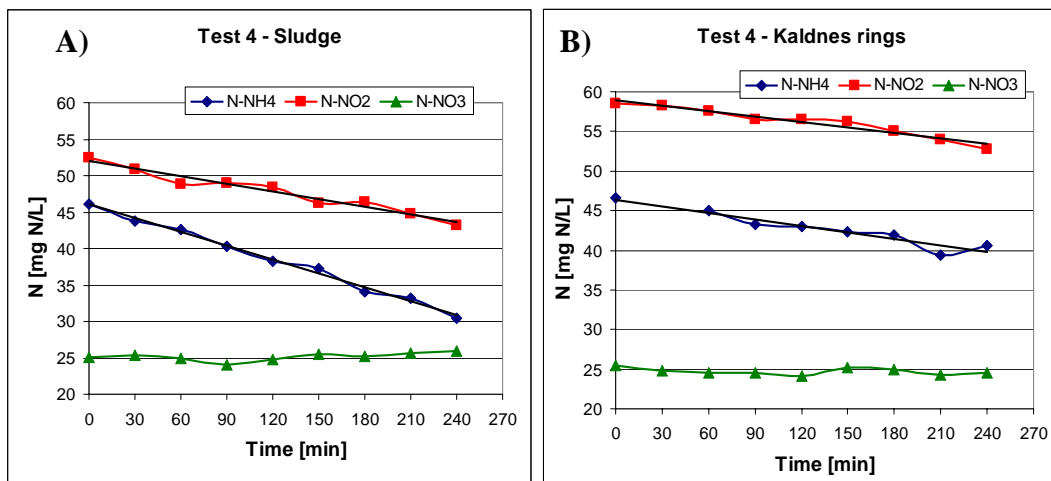 A)
Test 4 - Sludge
N-NH4 N-NO2 N-NO3
60
55
50
45
40
35
30
25
20
N [mg N/L]
0 30 60 90 120 150 180 210 240 270
Time [min]
B)
Test 4 - Kaldnes rings
N-NH4 N-NO2 N-NO3
60
55
50
45
40
35
30
25
20
N [mg N/L]
0 30 60 90 120 150 180 210 240 270
Time [min]